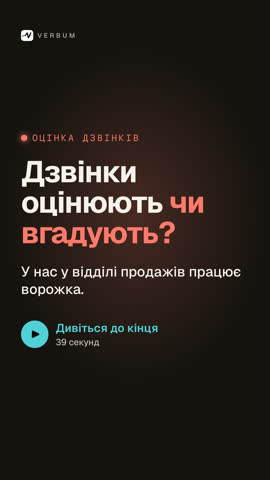 VERBUM
ОЦІНКА ДЗВІНКІВ
Дзвінки
оцінюють чи
вгадують?
У нас у відділі продажів працює
ворожка.
Дивіться до кінця
39 секунд